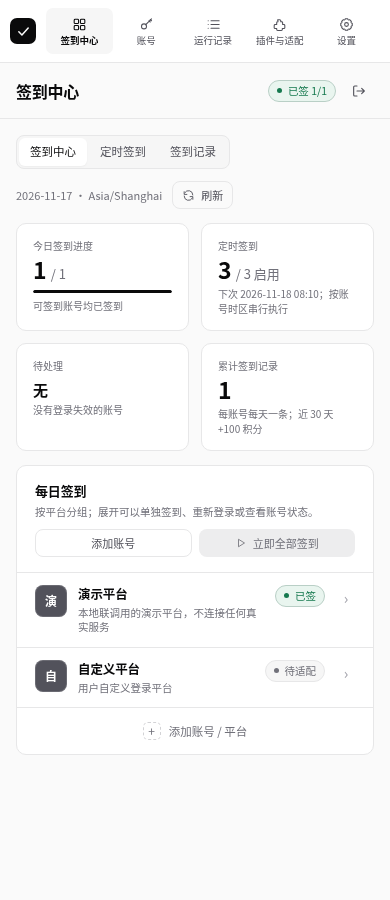 签到中心
账号
运行记录
插件与适配
设置
签到中心
已签 1/1
签到中心
定时签到
签到记录
2026-11-17 · Asia/Shanghai
刷新
今日签到进度
1 / 1
可签到账号均已签到
定时签到
3 / 3 启用
下次 2026-11-18 08:10；按账
号时区串行执行
待处理
无
没有登录失效的账号
累计签到记录
1
每账号每天一条；近 30 天
+100 积分
每日签到
按平台分组；展开可以单独签到、重新登录或查看账号状态。
添加账号
立即全部签到
演
演示平台
本地联调用的演示平台，不连接任何真
实服务
已签
自
自定义平台
用户自定义登录平台
待适配
+ 添加账号 / 平台